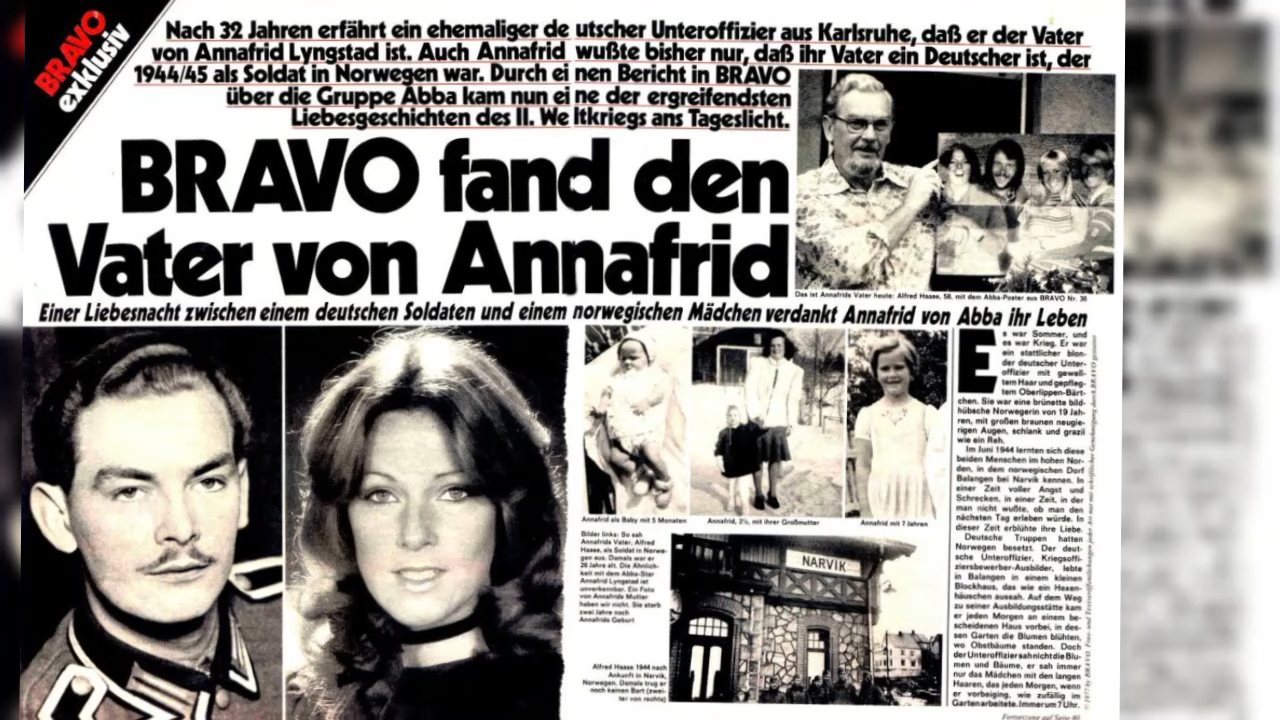 BRAVO
exklusiv
Nach 32 Jahren erfährt ein ehemaliger de utscher Unteroffizier aus Karlsruhe, daß er der Vater
von Annafrid Lyngstad ist. Auch Annafrid wußte bisher nur, daß ihr Vater ein Deutscher ist, der
1944/45 als Soldat in Norwegen war. Durch ei nen Bericht in BRAVO
über die Gruppe Abba kam nun ei ne der ergreifendsten
Liebesgeschichten des II. We ltkriegs ans Tageslicht.
BRAVO fand den
Vater von Annafrid
Das ist Annafrids Vater heute: Alfred Haase, 58, mit dem Abba-Poster aus BRAVO Nr. 36
Einer Liebesnacht zwischen einem deutschen Soldaten und einem norwegischen Mädchen verdankt Annafrid von Abba ihr Leben
Annafrid als Baby mit 5 Monaten
Annafrid, 2½, mit ihrer Großmutter
Annafrid mit 7 Jahren
Bilder links: So sah
Annafrids Vater, Alfred
Haase, als Soldat in Norwe-
gen aus. Damals war er
26 Jahre alt. Die Ähnlich-
keit mit dem Abba-Star
Annafrid Lyngstad ist
unverkennbar. Ein Foto
von Annafrids Mutter
haben wir nicht. Sie starb
zwei Jahre nach
Annafrids Geburt
NARVIK
Alfred Haase 1944 nach
Ankunft in Narvik,
Norwegen. Damals trug er
noch keinen Bart (zwei-
ter von rechts)
Es war Sommer, und
es war Krieg. Er war
ein stattlicher blon-
der deutscher Unter-
offizier mit gewell-
tem Haar und gepfleg-
tem Oberlippen-Bärt-
chen. Sie war eine brünette bild-
hübsche Norwegerin von 19 Jah-
ren, mit großen braunen neugie-
rigen Augen, schlank und grazil
wie ein Reh.
Im Juni 1944 lernten sich diese
beiden Menschen im hohen Nor-
den, in dem norwegischen Dorf
Balangen bei Narvik kennen. In
einer Zeit voller Angst und
Schrecken, in einer Zeit, in der
man nicht wußte, ob man den
nächsten Tag erleben würde. In
dieser Zeit erblühte ihre Liebe.
Deutsche Truppen hatten
Norwegen besetzt. Der deut-
sche Unteroffizier, Kriegsoffi-
ziersbewerber-Ausbilder, lebte
in Balangen in einem kleinen
Blockhaus, das wie ein Hexen-
häuschen aussah. Auf dem Weg
zu seiner Ausbildungsstätte kam
er jeden Morgen an einem be-
scheidenen Haus vorbei, in des-
sen Garten die Blumen blühten,
wo Obstbäume standen. Doch
der Unteroffizier sah nicht die Blu-
men und Bäume, er sah immer
nur das Mädchen mit den langen
Haaren, das jeden Morgen, wenn
er vorbeiging, wie zufällig im
Garten arbeitete. Immer um 7 Uhr.
Fortsetzung auf Seite 80